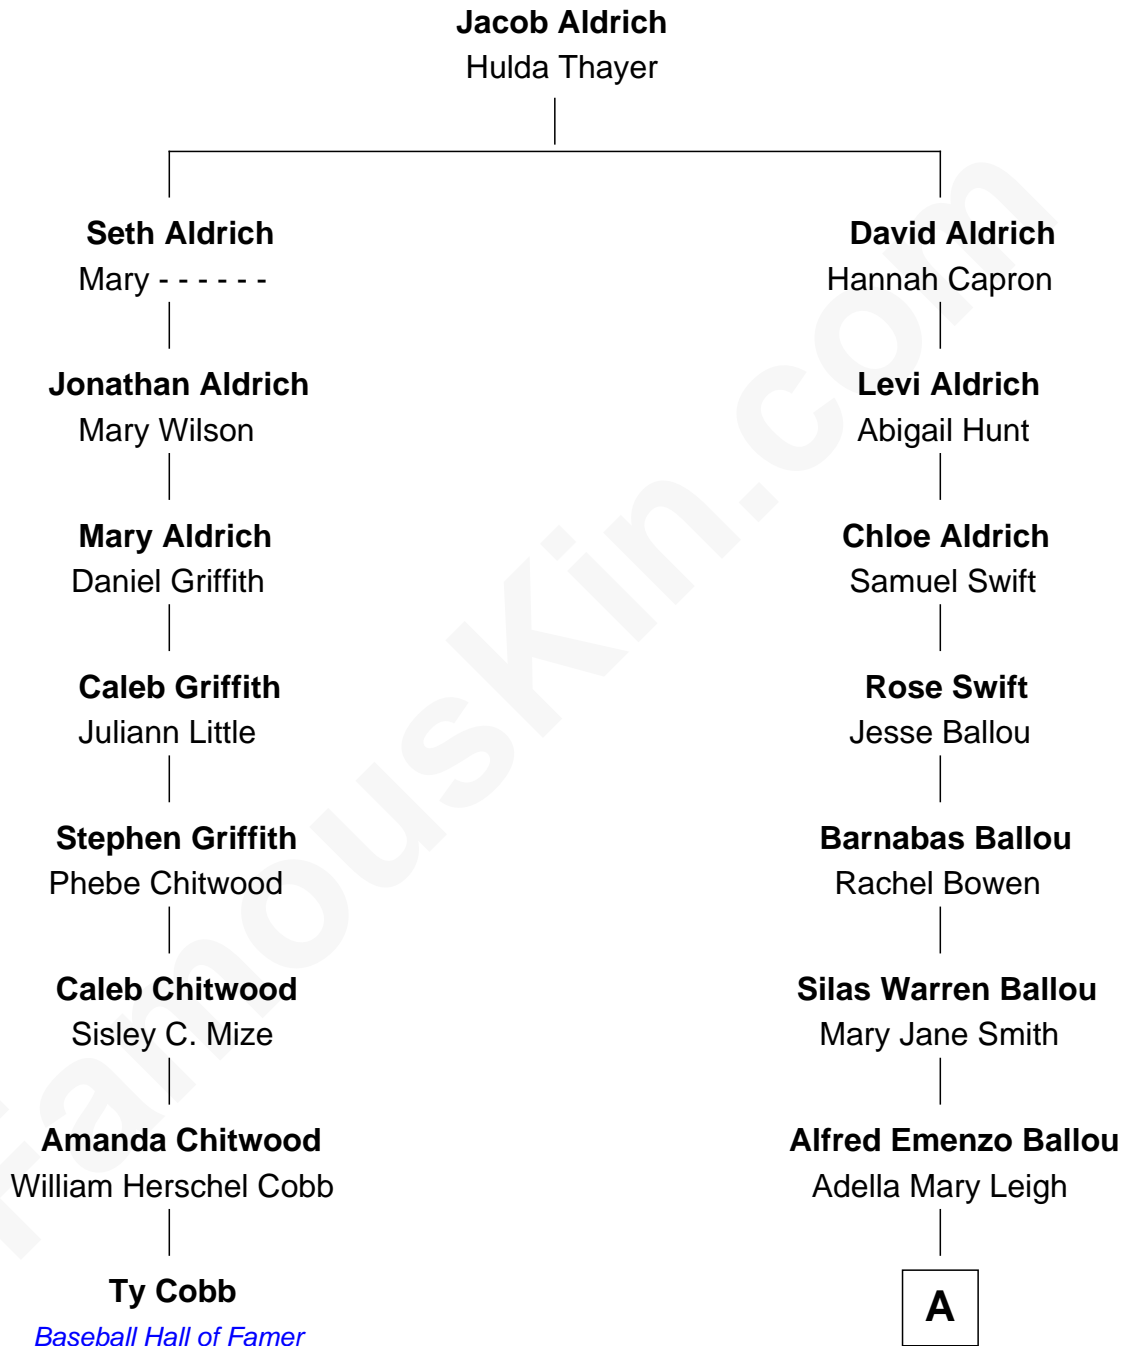 Jacob Aldrich
Hulda Thayer
Seth Aldrich
Mary - - - - - -
David Aldrich
Hannah Capron
Jonathan Aldrich
Mary Wilson
Levi Aldrich
Abigail Hunt
Mary Aldrich
Daniel Griffith
Chloe Aldrich
Samuel Swift
Caleb Griffith
Juliann Little
Rose Swift
Jesse Ballou
Stephen Griffith
Phebe Chitwood
Barnabas Ballou
Rachel Bowen
Caleb Chitwood
Sisley C. Mize
Silas Warren Ballou
Mary Jane Smith
Amanda Chitwood
William Herschel Cobb
Alfred Emenzo Ballou
Adella Mary Leigh
Ty Cobb
Baseball Hall of Famer
A
FamousKin.com